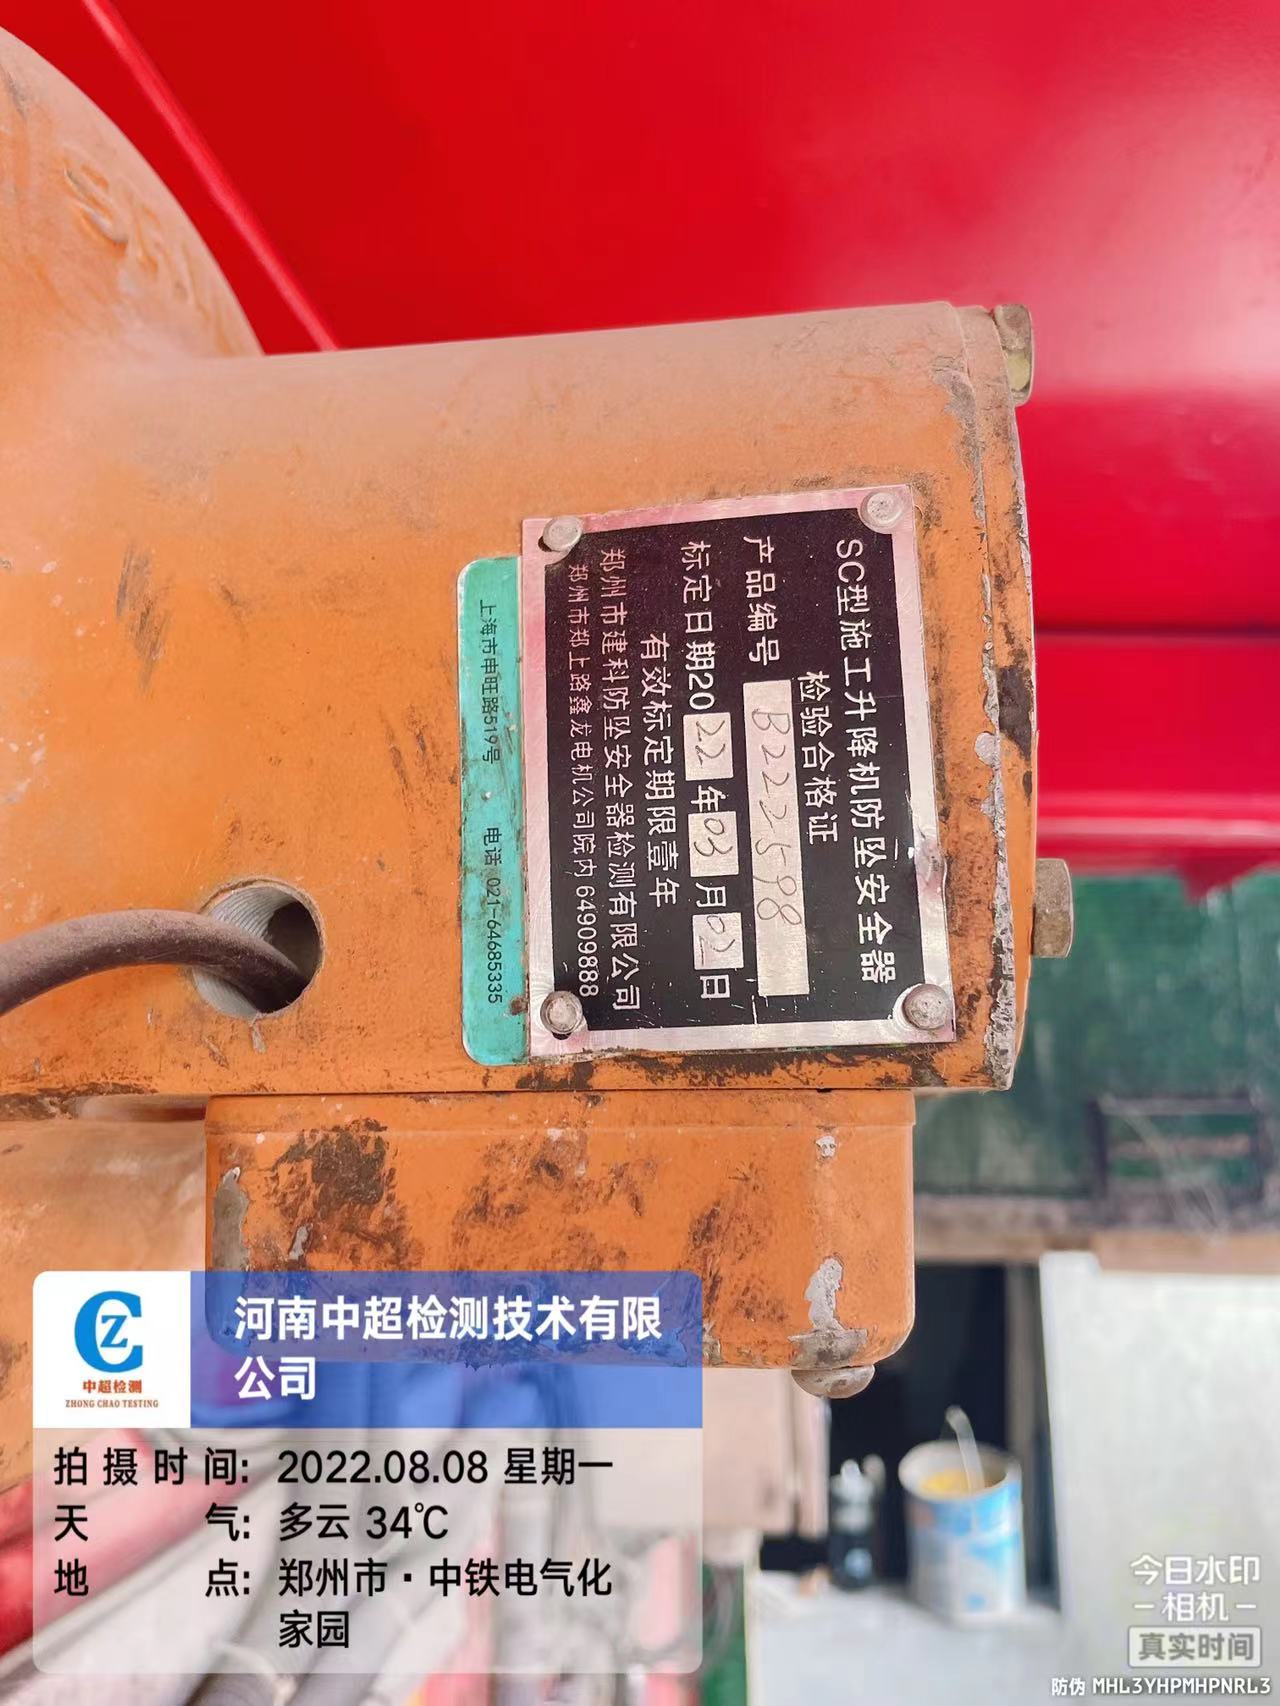 SC型施工升降机防坠安全器
检验合格证
产品编号 B222598
标定日期2022年03月02日
有效标定期限壹年
郑州市建科防坠安全器检测有限公司
郑州市郑上路鑫龙电机公司院内 64909888
上海市申旺路519号 电话 021-64685335
CZ
中超检测
ZHONG CHAO TESTING
河南中超检测技术有限
公司
拍摄时间: 2022.08.08 星期一
天气: 多云 34℃
地点: 郑州市·中铁电气化
家园
今日水印
-相机-
真实时间
防伪 MHL3YHPMHPNRL3